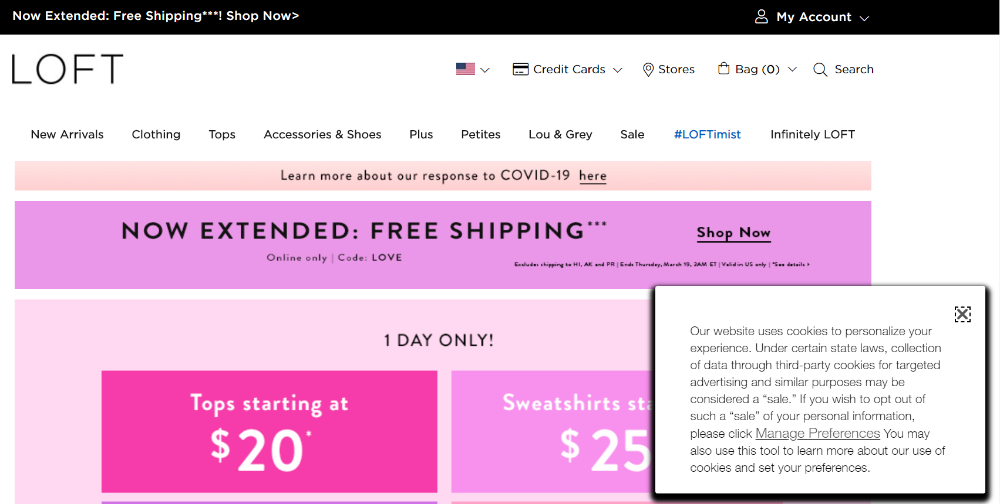 Now Extended: Free Shipping***! Shop Now>
My Account
LOFT
Credit Cards
Stores
Bag (0)
Search
New Arrivals
Clothing
Tops
Accessories & Shoes
Plus
Petites
Lou & Grey
Sale
#LOFTimist
Infinitely LOFT
Learn more about our response to COVID-19 here
NOW EXTENDED: FREE SHIPPING***
Shop Now
Online only | Code: LOVE
Excludes shipping to HI, AK and PR | Ends Thursday, March 19, 3AM ET | Valid in US only | *See details >
1 DAY ONLY!
Tops starting at
$20*
Sweatshirts
$25
Our website uses cookies to personalize your
experience. Under certain state laws, collection
of data through third-party cookies for targeted
advertising and similar purposes may be
considered a “sale.” If you wish to opt out of
such a “sale” of your personal information,
please click Manage Preferences You may
also use this tool to learn more about our use of
cookies and set your preferences.